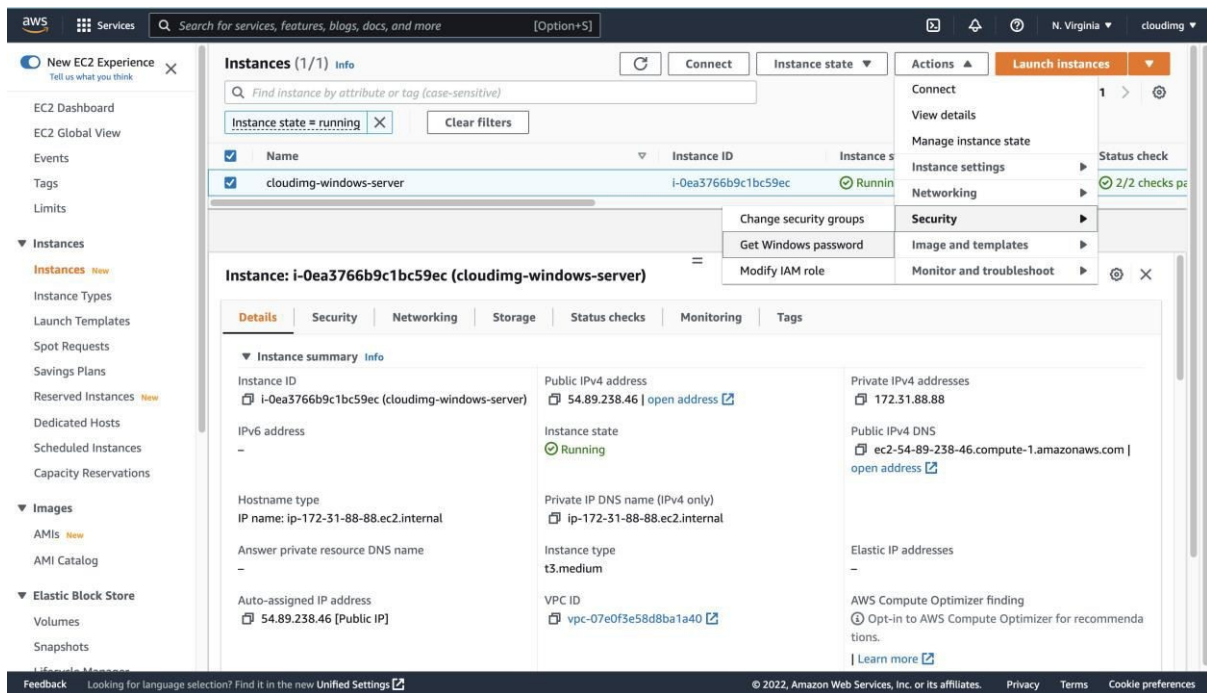 aws Services Search for services, features, blogs, docs, and more [Option+S] N. Virginia cloudimg
New EC2 Experience
Tell us what you think
EC2 Dashboard
EC2 Global View
Events
Tags
Limits
Instances
Instances New
Instance Types
Launch Templates
Spot Requests
Savings Plans
Reserved Instances New
Dedicated Hosts
Scheduled Instances
Capacity Reservations
Images
AMIs New
AMI Catalog
Elastic Block Store
Volumes
Snapshots
Lifecycle Manager
Instances (1/1) Info Connect Instance state Actions Launch instances
Find instance by attribute or tag (case-sensitive) 1
Instance state = running Clear filters
Name Instance ID Instance s Status check
cloudimg-windows-server i-0ea3766b9c1bc59ec Runnin 2/2 checks pa
Connect
View details
Manage instance state
Instance settings
Networking
Security
Image and templates
Monitor and troubleshoot
Change security groups
Get Windows password
Modify IAM role
Instance: i-0ea3766b9c1bc59ec (cloudimg-windows-server)
Details Security Networking Storage Status checks Monitoring Tags
Instance summary Info
Instance ID
i-0ea3766b9c1bc59ec (cloudimg-windows-server)
Public IPv4 address
54.89.238.46 | open address
Private IPv4 addresses
172.31.88.88
IPv6 address
–
Instance state
Running
Public IPv4 DNS
ec2-54-89-238-46.compute-1.amazonaws.com |
open address
Hostname type
IP name: ip-172-31-88-88.ec2.internal
Private IP DNS name (IPv4 only)
ip-172-31-88-88.ec2.internal
Answer private resource DNS name
–
Instance type
t3.medium
Elastic IP addresses
–
Auto-assigned IP address
54.89.238.46 [Public IP]
VPC ID
vpc-07e0f3e58d8ba1a40
AWS Compute Optimizer finding
Opt-in to AWS Compute Optimizer for recommenda
tions.
| Learn more
Feedback Looking for language selection? Find it in the new Unified Settings © 2022, Amazon Web Services, Inc. or its affiliates. Privacy Terms Cookie preferences